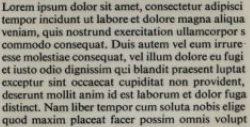 Lorem ipsum dolor sit amet, consectetur adipisci
tempor incidunt ut labore et dolore magna aliqua
veniam, quis nostrund exercitation ullamcorpor s
commodo consequat. Duis autem vel eum irrure
esse molestiae consequat, vel illum dolore eu fugi
et iusto odio dignissim qui blandit praesent luptat
exceptur sint occaecat cupiditat non provident,
deserunt mollit anim id est laborum et dolor fuga
distinct. Nam liber tempor cum soluta nobis elige
quod maxim placeat facer possim omnis volupt